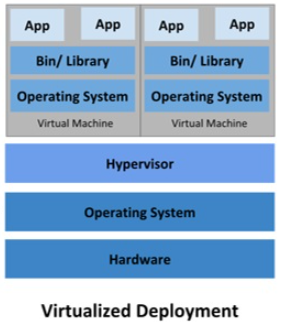 App App App App
Bin/ Library Bin/ Library
Operating System Operating System
Virtual Machine Virtual Machine
Hypervisor
Operating System
Hardware
Virtualized Deployment